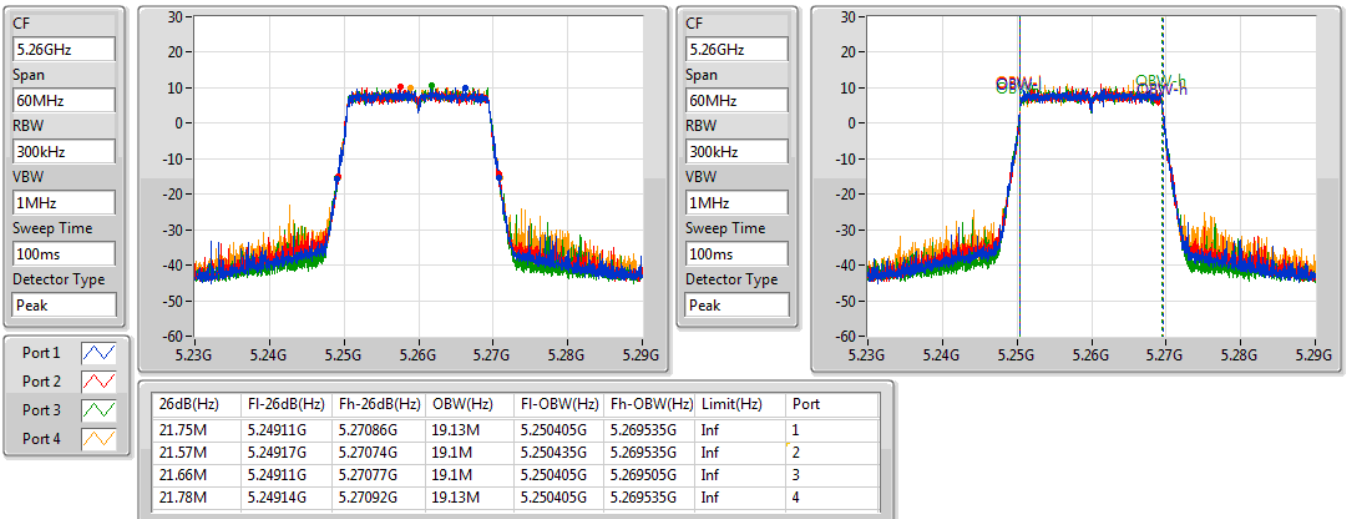 CF
5.26GHz
Span
60MHz
RBW
300kHz
VBW
1MHz
Sweep Time
100ms
Detector Type
Peak
30
20
10
0
-10
-20
-30
-40
-50
-60
5.23G 5.24G 5.25G 5.26G 5.27G 5.28G 5.29G
CF
5.26GHz
Span
60MHz
RBW
300kHz
VBW
1MHz
Sweep Time
100ms
Detector Type
Peak
30
20
10
0
-10
-20
-30
-40
-50
-60
OBW-l
OBW-h
OBW-h
5.23G 5.24G 5.25G 5.26G 5.27G 5.28G 5.29G
Port 1
Port 2
Port 3
Port 4
26dB(Hz) Fl-26dB(Hz) Fh-26dB(Hz) OBW(Hz) Fl-OBW(Hz) Fh-OBW(Hz) Limit(Hz) Port
21.75M 5.24911G 5.27086G 19.13M 5.250405G 5.269535G Inf 1
21.57M 5.24917G 5.27074G 19.1M 5.250435G 5.269535G Inf 2
21.66M 5.24911G 5.27077G 19.1M 5.250405G 5.269505G Inf 3
21.78M 5.24914G 5.27092G 19.13M 5.250405G 5.269535G Inf 4